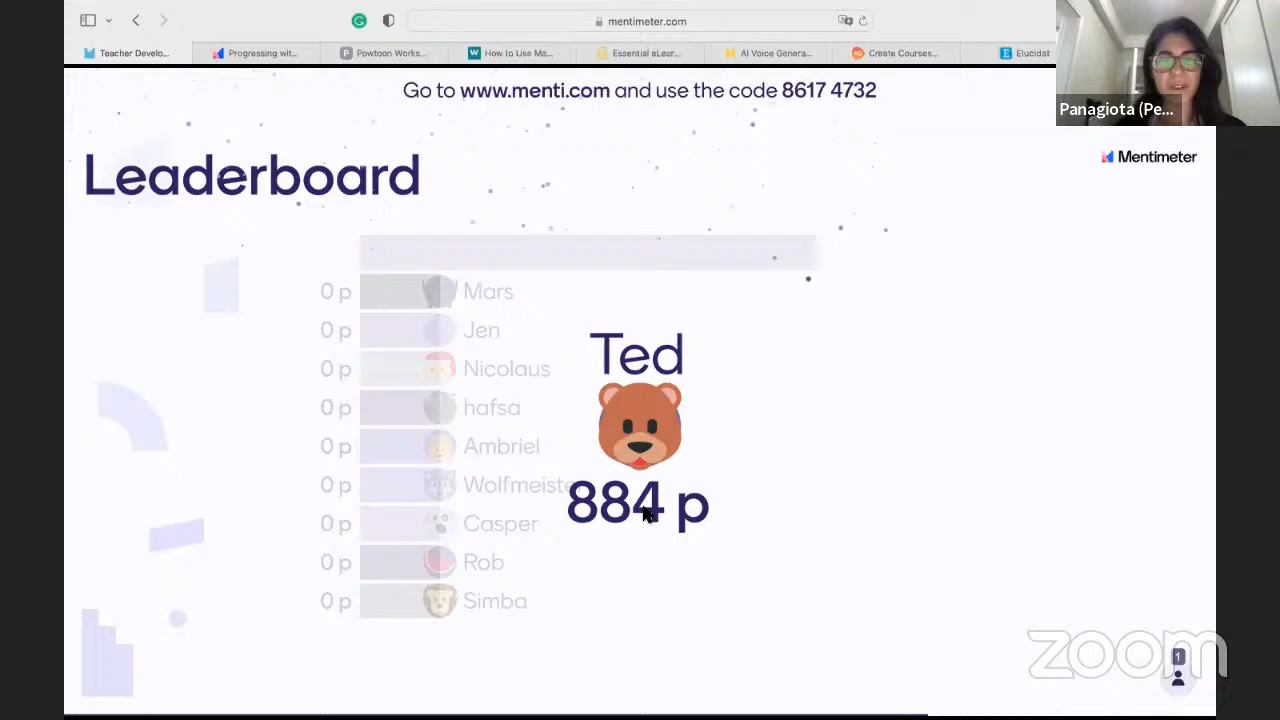 mentimeter.com
Teacher Develo...
Progressing wit...
Powtoon Works...
How to Use Ma...
Essential eLear...
AI Voice Genera...
Create Courses...
Elucidat
Panagiota (Pe...
Go to www.menti.com and use the code 8617 4732
Mentimeter
Leaderboard
0 p Mars
0 p Jen
0 p Nicolaus
0 p hafsa
0 p Ambriel
0 p Wolfmeiste
0 p Casper
0 p Rob
0 p Simba
Ted
884 p
zoom
1